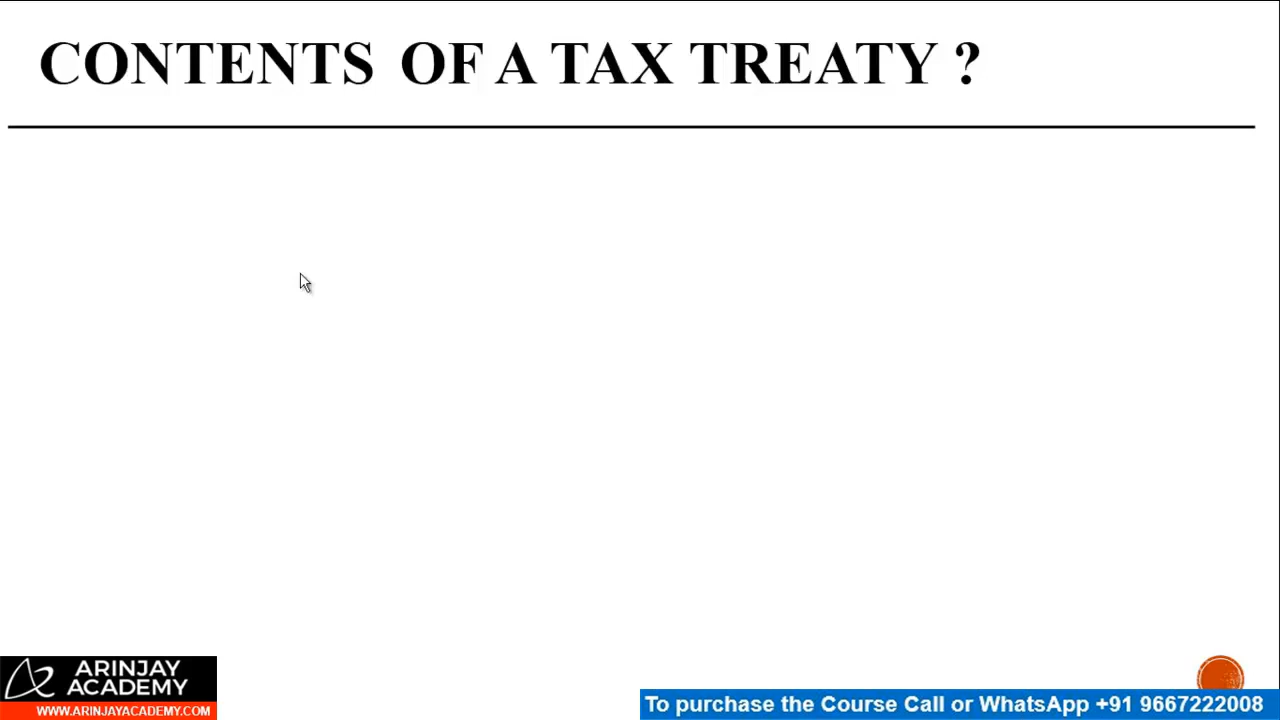 CONTENTS OF A TAX TREATY ?
ARINJAY
ACADEMY
WWW.ARINJAYACADEMY.COM
To purchase the Course Call or WhatsApp +91 9667222008